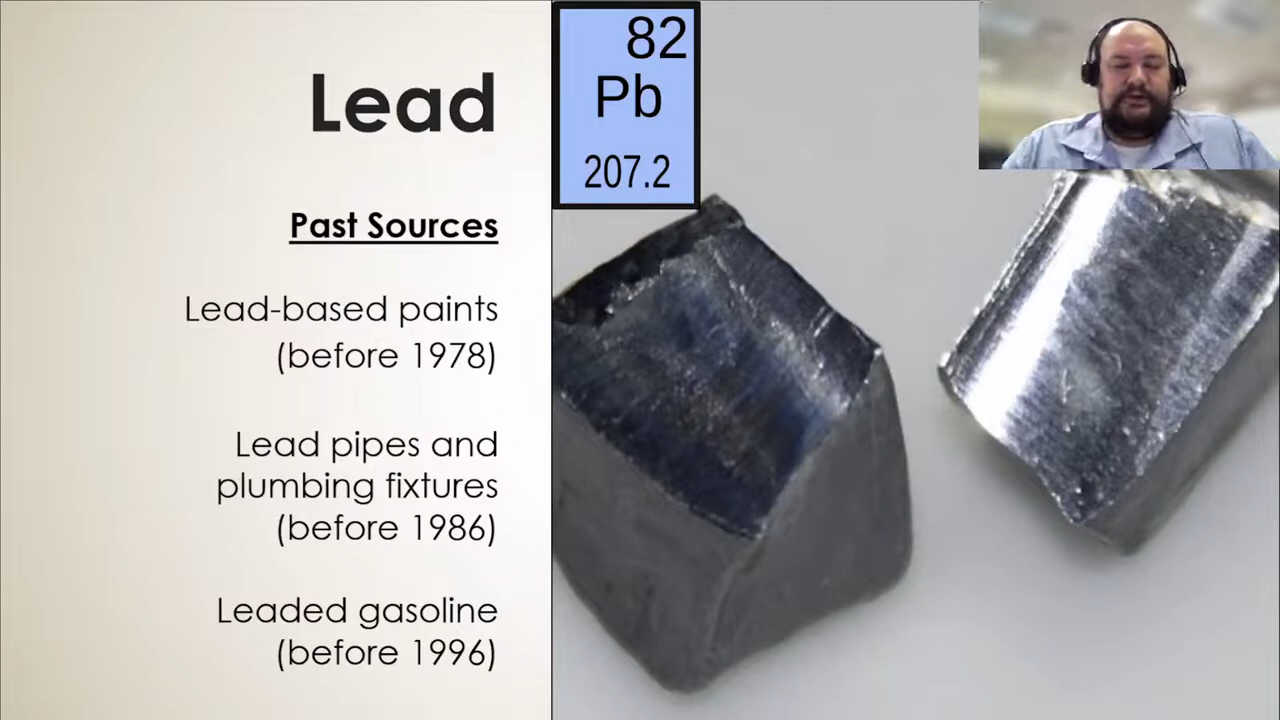 Lead
82
Pb
207.2
Past Sources
Lead-based paints
(before 1978)
Lead pipes and
plumbing fixtures
(before 1986)
Leaded gasoline
(before 1996)